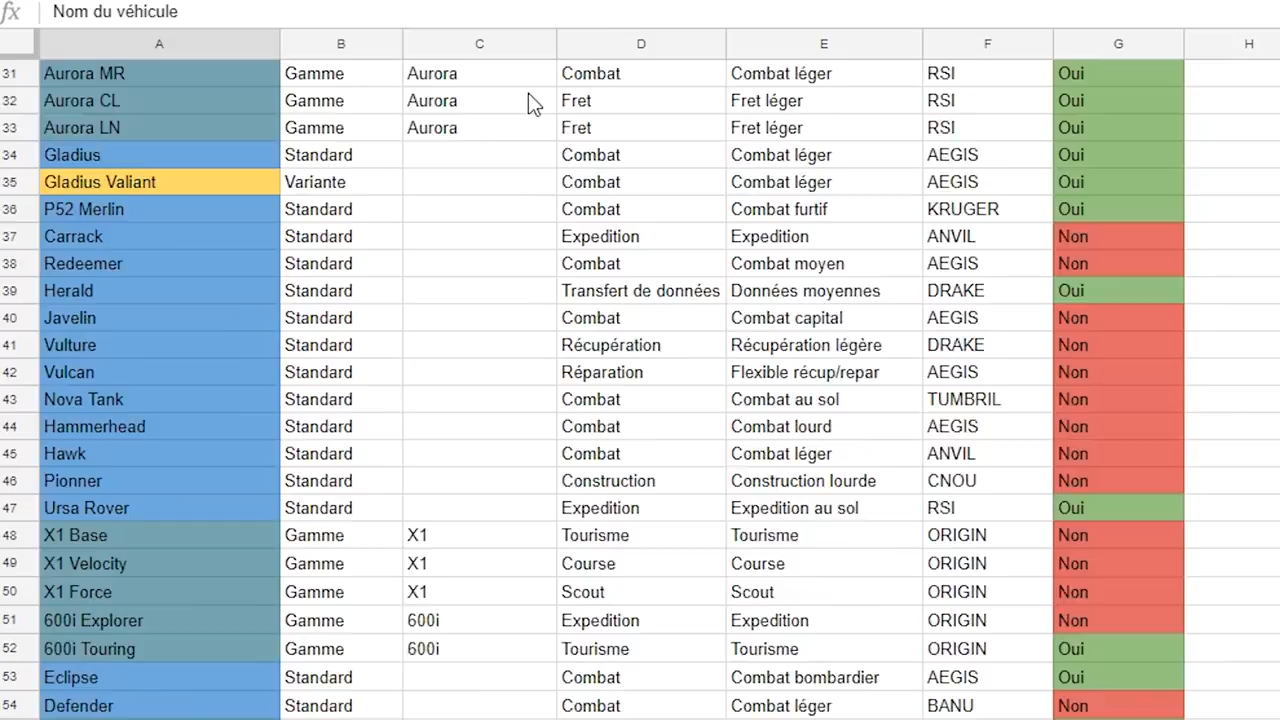 fx Nom du véhicule
A B C D E F G H
31 Aurora MR Gamme Aurora Combat Combat léger RSI Oui
32 Aurora CL Gamme Aurora Fret Fret léger RSI Oui
33 Aurora LN Gamme Aurora Fret Fret léger RSI Oui
34 Gladius Standard Combat Combat léger AEGIS Oui
35 Gladius Valiant Variante Combat Combat léger AEGIS Oui
36 P52 Merlin Standard Combat Combat furtif KRUGER Oui
37 Carrack Standard Expedition Expedition ANVIL Non
38 Redeemer Standard Combat Combat moyen AEGIS Non
39 Herald Standard Transfert de données Données moyennes DRAKE Oui
40 Javelin Standard Combat Combat capital AEGIS Non
41 Vulture Standard Récupération Récupération légère DRAKE Non
42 Vulcan Standard Réparation Flexible récup/repar AEGIS Non
43 Nova Tank Standard Combat Combat au sol TUMBRIL Non
44 Hammerhead Standard Combat Combat lourd AEGIS Non
45 Hawk Standard Combat Combat léger ANVIL Non
46 Pionner Standard Construction Construction lourde CNOU Non
47 Ursa Rover Standard Expedition Expedition au sol RSI Oui
48 X1 Base Gamme X1 Tourisme Tourisme ORIGIN Non
49 X1 Velocity Gamme X1 Course Course ORIGIN Non
50 X1 Force Gamme X1 Scout Scout ORIGIN Non
51 600i Explorer Gamme 600i Expedition Expedition ORIGIN Non
52 600i Touring Gamme 600i Tourisme Tourisme ORIGIN Oui
53 Eclipse Standard Combat Combat bombardier AEGIS Oui
54 Defender Standard Combat Combat léger BANU Non